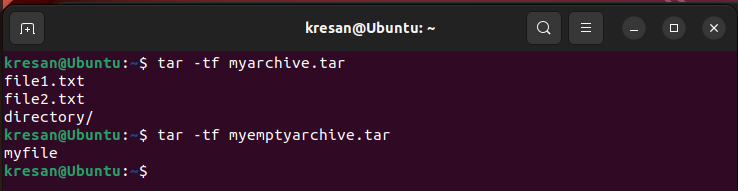 kresan@Ubuntu: ~
kresan@Ubuntu:~$ tar -tf myarchive.tar
file1.txt
file2.txt
directory/
kresan@Ubuntu:~$ tar -tf myemptyarchive.tar
myfile
kresan@Ubuntu:~$